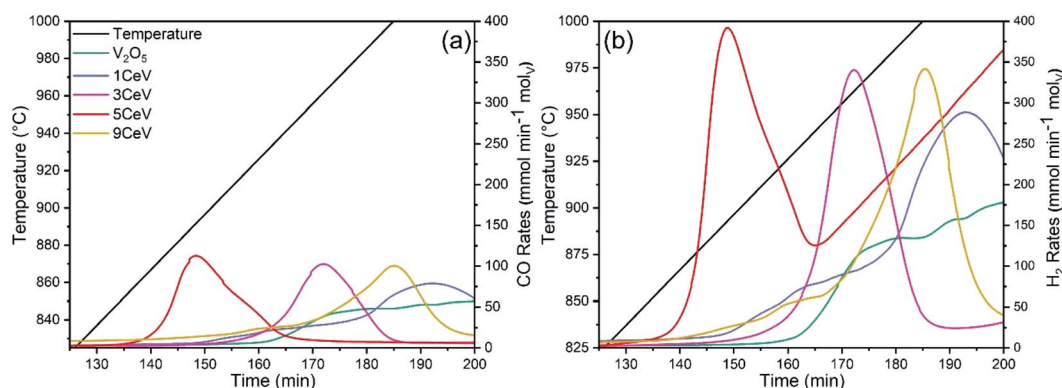 (a)
Temperature
V₂O₅
1CeV
3CeV
5CeV
9CeV
1000
980
960
940
920
900
880
860
840
Temperature (°C)
400
350
300
250
200
150
100
50
0
CO Rates (mmol min⁻¹ molᵥ)
130 140 150 160 170 180 190 200
Time (min)
(b)
1000
975
950
925
900
875
850
825
Temperature (°C)
400
350
300
250
200
150
100
50
0
H₂ Rates (mmol min⁻¹ molᵥ)
130 140 150 160 170 180 190 200
Time (min)